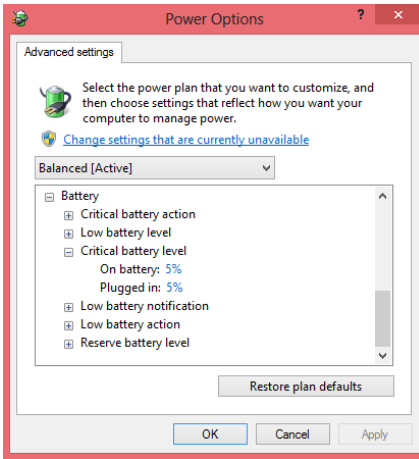 Power Options
Advanced settings
Select the power plan that you want to customize, and
then choose settings that reflect how you want your
computer to manage power.
Change settings that are currently unavailable
Balanced [Active]
Battery
Critical battery action
Low battery level
Critical battery level
On battery: 5%
Plugged in: 5%
Low battery notification
Low battery action
Reserve battery level
Restore plan defaults
OK Cancel Apply